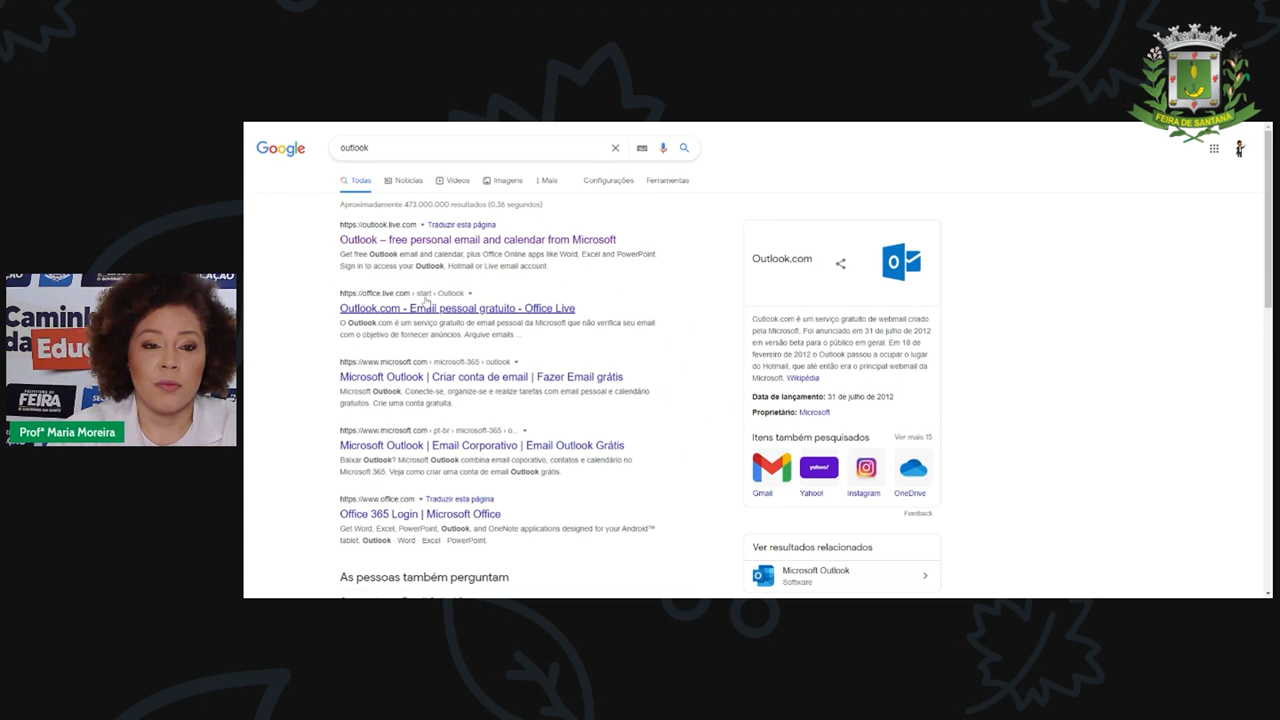 FEIRA DE SANTANA
Google
outlook
Todas
Notícias
Vídeos
Imagens
Mais
Configurações
Ferramentas
Aproximadamente 473.000.000 resultados (0,36 segundos)
https://outlook.live.com Traduzir esta página
Outlook – free personal email and calendar from Microsoft
Get free Outlook email and calendar, plus Office Online apps like Word, Excel and PowerPoint.
Sign in to access your Outlook, Hotmail or Live email account.
https://office.live.com › start › Outlook
Outlook.com - Email pessoal gratuito - Office Live
O Outlook.com é um serviço gratuito de email pessoal da Microsoft que não verifica seu email
com o objetivo de fornecer anúncios. Arquive emails ...
https://www.microsoft.com › microsoft-365 › outlook
Microsoft Outlook | Criar conta de email | Fazer Email grátis
Microsoft Outlook. Conecte-se, organize-se e realize tarefas com email pessoal e calendário
gratuitos. Crie uma conta gratuita.
https://www.microsoft.com › pt-br › microsoft-365 › o...
Microsoft Outlook | Email Corporativo | Email Outlook Grátis
Baixar Outlook? Microsoft Outlook combina email coporativo, contatos e calendário no
Microsoft 365. Veja como criar uma conta de email Outlook grátis.
https://www.office.com Traduzir esta página
Office 365 Login | Microsoft Office
Get Word, Excel, PowerPoint, Outlook, and OneNote applications designed for your Android™
tablet. Outlook · Word · Excel · PowerPoint.
As pessoas também perguntam
Outlook.com
Outlook.com é um serviço gratuito de webmail criado
pela Microsoft. Foi anunciado em 31 de julho de 2012
em versão beta para o público em geral. Em 18 de
fevereiro de 2012 o Outlook passou a ocupar o lugar
do Hotmail, que até então era o principal webmail da
Microsoft. Wikipédia
Data de lançamento: 31 de julho de 2012
Proprietário: Microsoft
Itens também pesquisados
Ver mais 15
yahoo!
Gmail
Yahoo!
Instagram
OneDrive
Feedback
Ver resultados relacionados
Microsoft Outlook
Software
Caminh
da Edu
PREFEITURA DE
FEIRA
Profª Maria Moreira